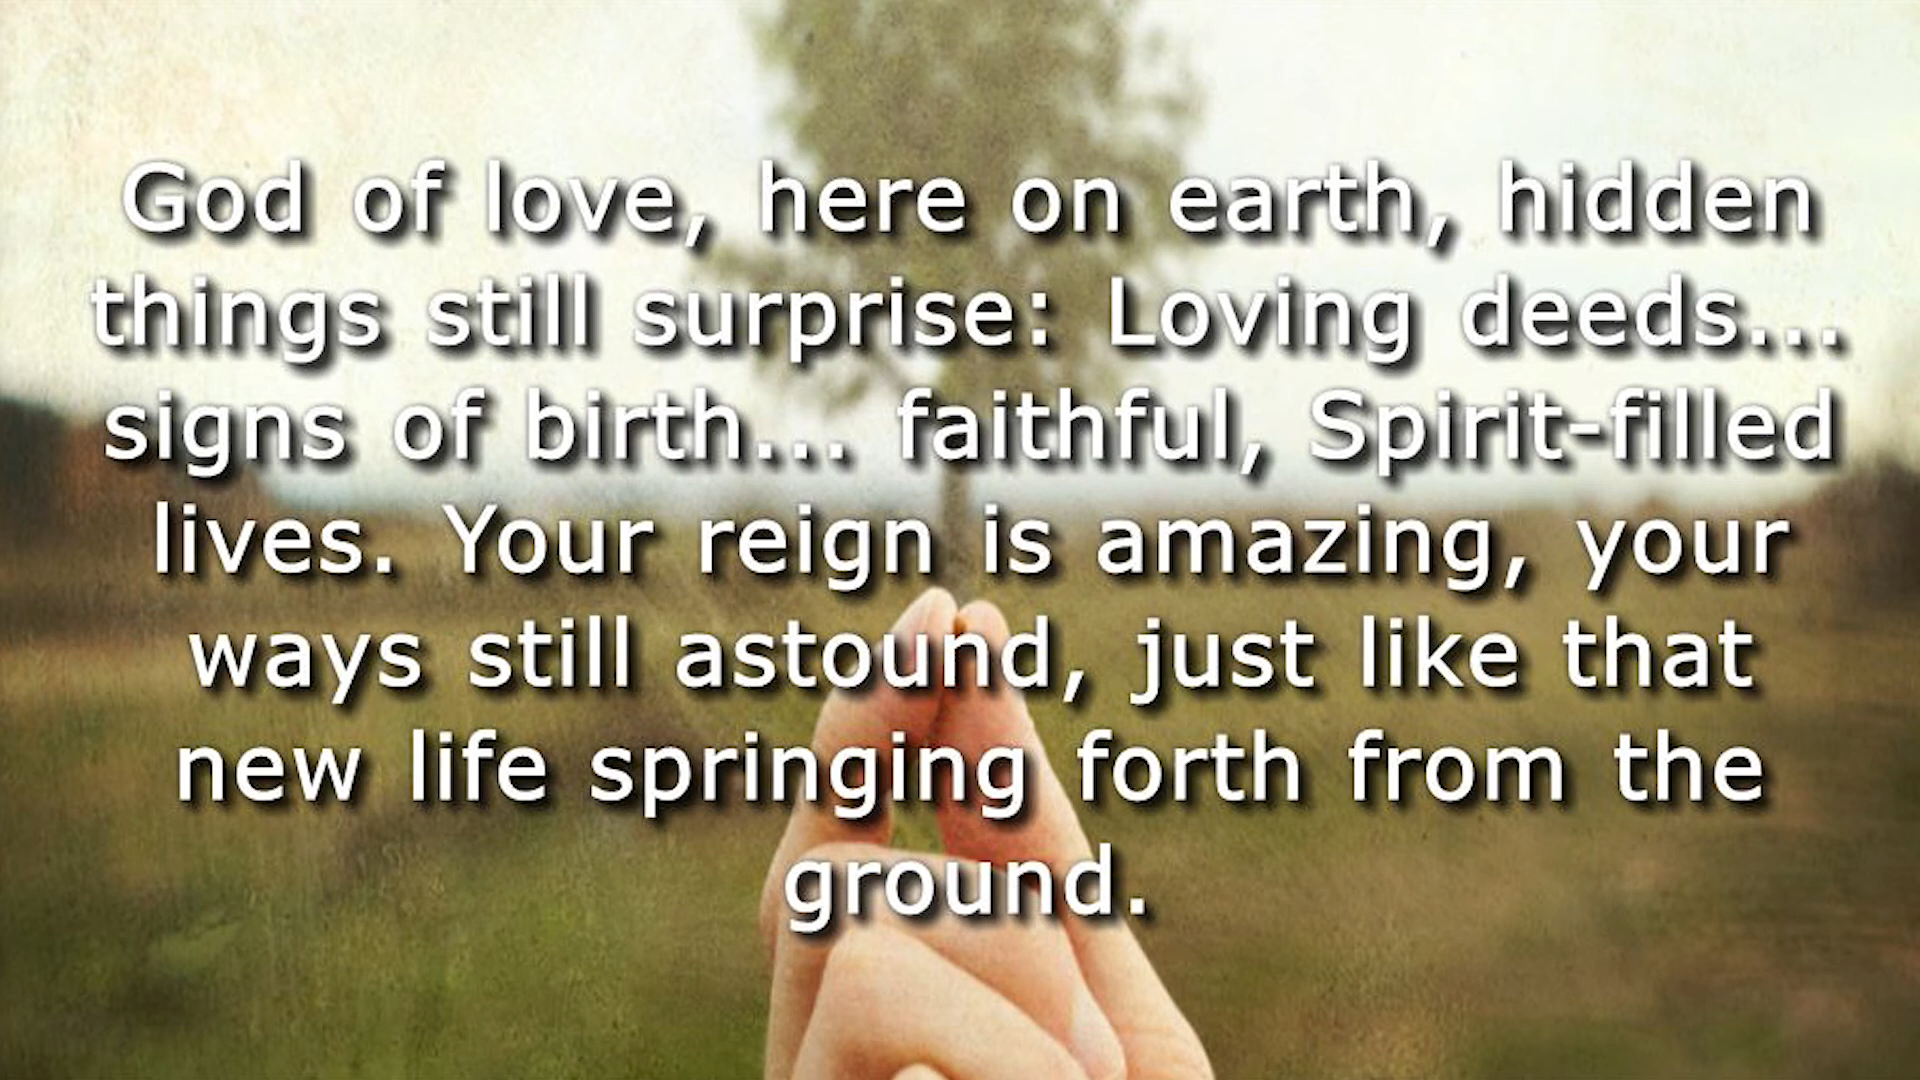 God of love, here on earth, hidden
things still surprise: Loving deeds...
signs of birth... faithful, Spirit-filled
lives. Your reign is amazing, your
ways still astound, just like that
new life springing forth from the
ground.